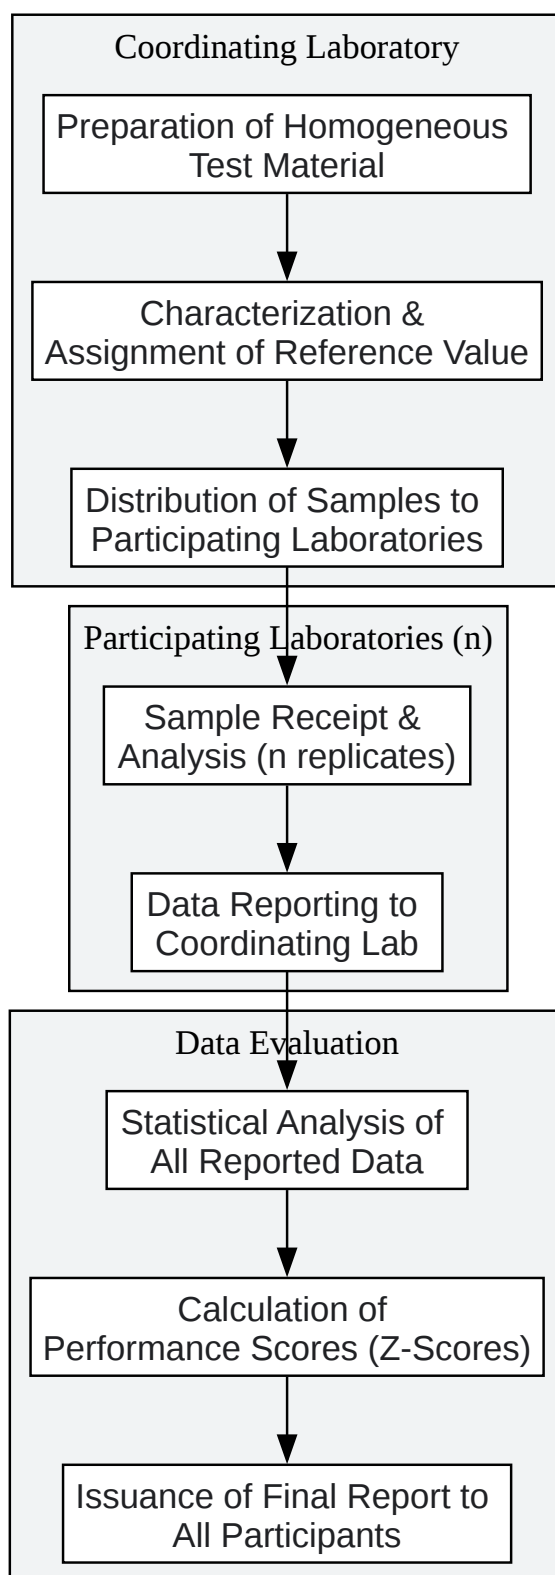 Coordinating Laboratory
Preparation of Homogeneous
Test Material
Characterization &
Assignment of Reference Value
Distribution of Samples to
Participating Laboratories
Participating Laboratories (n)
Sample Receipt &
Analysis (n replicates)
Data Reporting to
Coordinating Lab
Data Evaluation
Statistical Analysis of
All Reported Data
Calculation of
Performance Scores (Z-Scores)
Issuance of Final Report to
All Participants